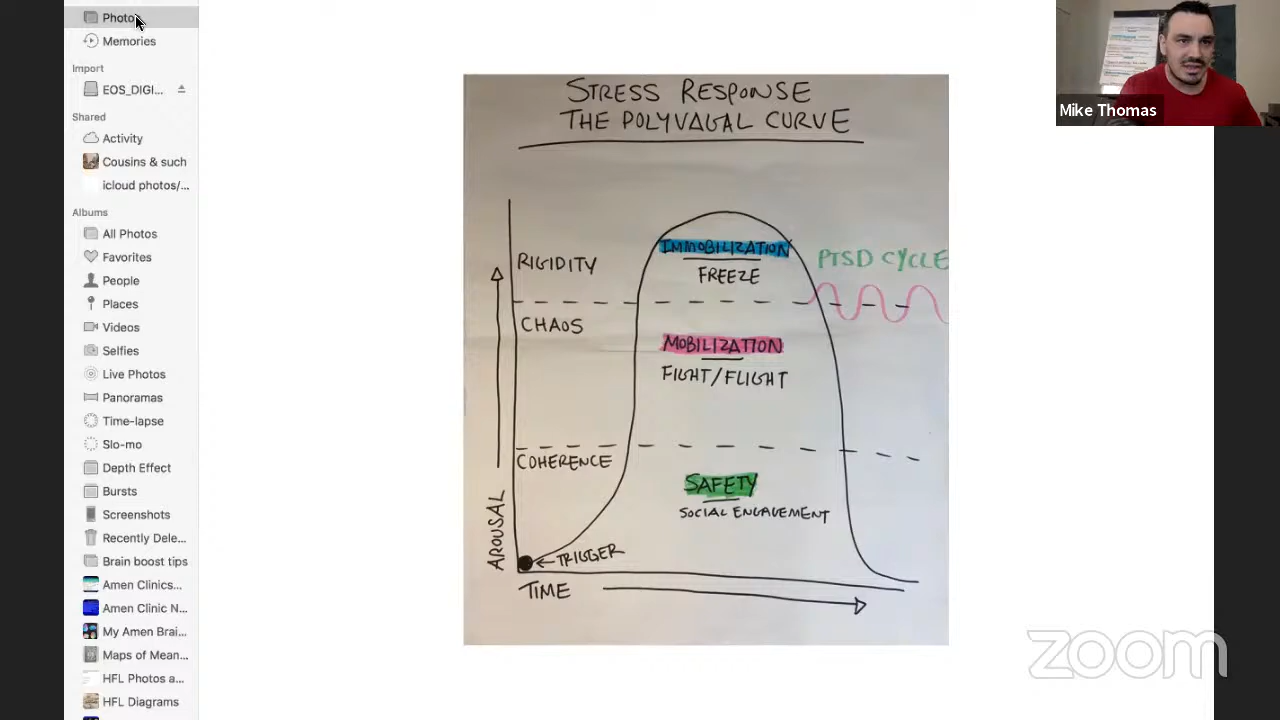 Photos
Memories
Import
EOS_DIGI...
Shared
Activity
Cousins & such
icloud photos/...
Albums
All Photos
Favorites
People
Places
Videos
Selfies
Live Photos
Panoramas
Time-lapse
Slo-mo
Depth Effect
Bursts
Screenshots
Recently Dele...
Brain boost tips
Amen Clinics...
Amen Clinic N...
My Amen Brai...
Maps of Mean...
HFL Photos a...
HFL Diagrams
STRESS RESPONSE
THE POLYVAGAL CURVE
IMMOBILIZATION
RIGIDITY
FREEZE
PTSD CYCLE
CHAOS
MOBILIZATION
FIGHT/FLIGHT
COHERENCE
SAFETY
SOCIAL ENGAGEMENT
AROUSAL
TRIGGER
TIME
Mike Thomas
zoom